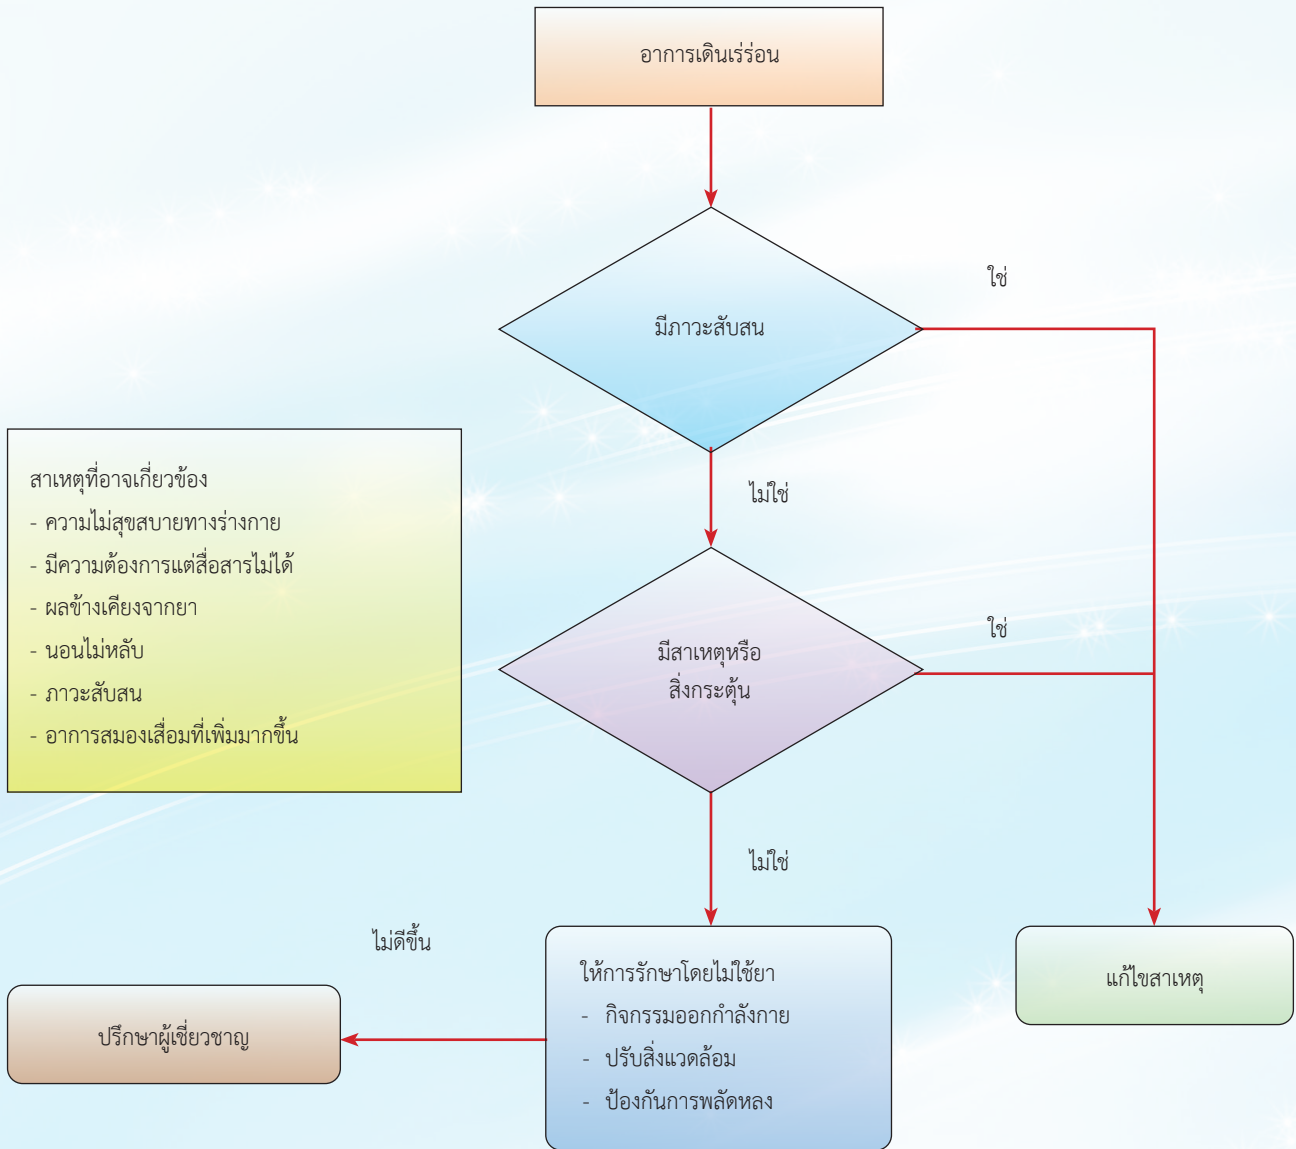 อาการเดินเร่ร่อน
ใช่
มีภาวะสับสน
ไม่ใช่
สาเหตุที่อาจเกี่ยวข้อง
- ความไม่สุขสบายทางร่างกาย
- มีความต้องการแต่สื่อสารไม่ได้
- ผลข้างเคียงจากยา
- นอนไม่หลับ
- ภาวะสับสน
- อาการสมองเสื่อมที่เพิ่มมากขึ้น
ใช่
มีสาเหตุหรือ
สิ่งกระตุ้น
ไม่ใช่
ไม่ดีขึ้น
ให้การรักษาโดยไม่ใช้ยา
- กิจกรรมออกกำลังกาย
- ปรับสิ่งแวดล้อม
- ป้องกันการพลัดหลง
แก้ไขสาเหตุ
ปรึกษาผู้เชี่ยวชาญ